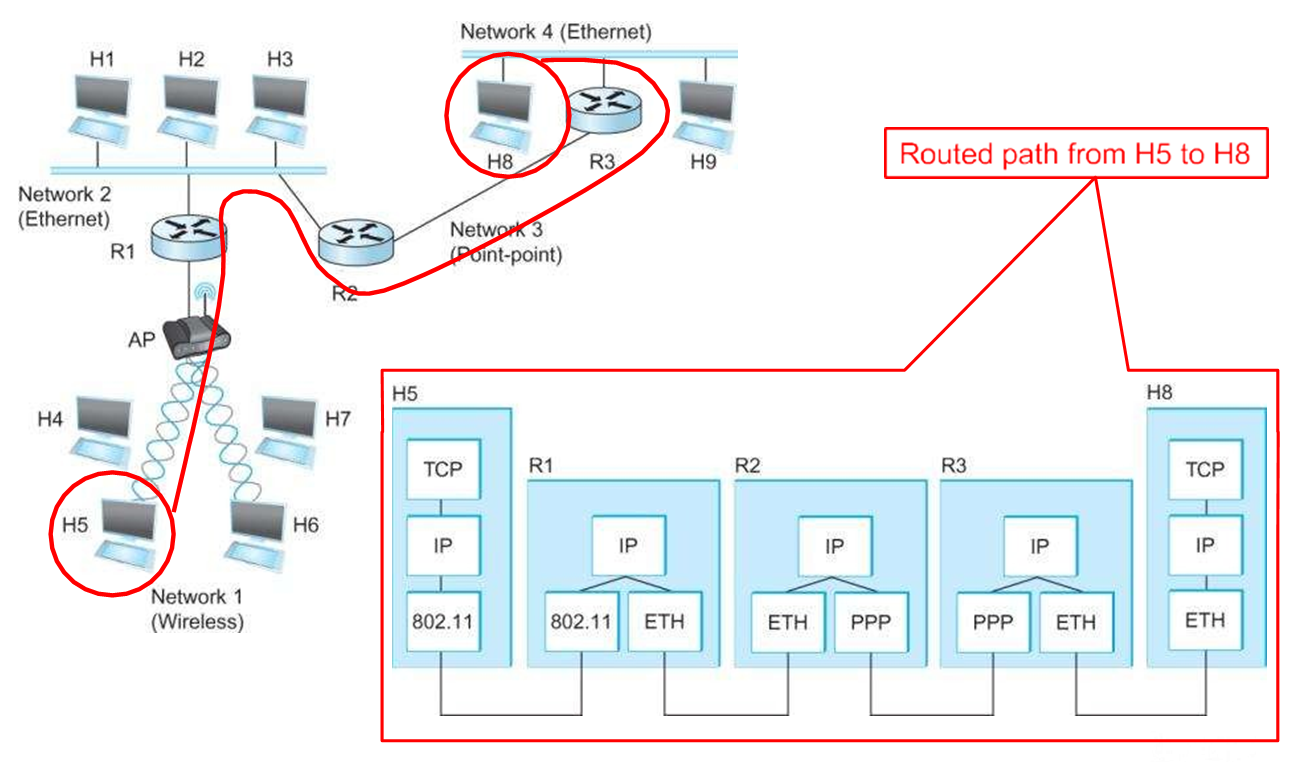 Network 4 (Ethernet)
H1
H2
H3
H8
R3
H9
Routed path from H5 to H8
Network 2
(Ethernet)
R1
Network 3
(Point-point)
R2
AP
H4
H7
H5
H6
Network 1
(Wireless)
H5
H8
TCP
TCP
R1
R2
R3
IP
IP
IP
IP
IP
802.11
802.11
ETH
ETH
PPP
PPP
ETH
ETH